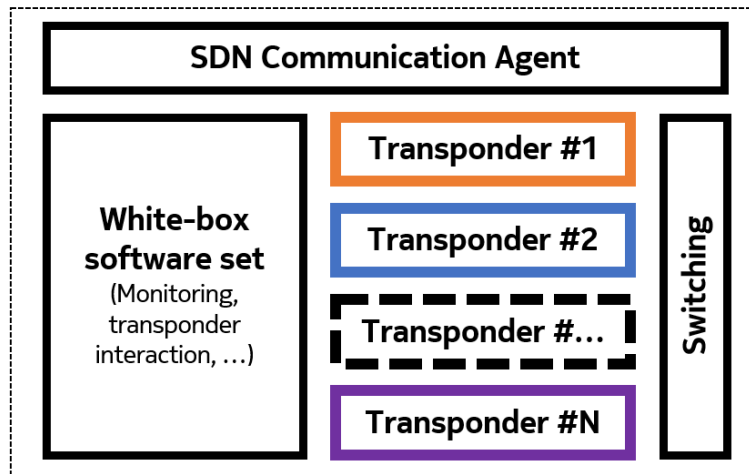 SDN Communication Agent
White-box
software set
(Monitoring,
transponder
interaction, …)
Transponder #1
Transponder #2
Transponder #…
Transponder #N
Switching